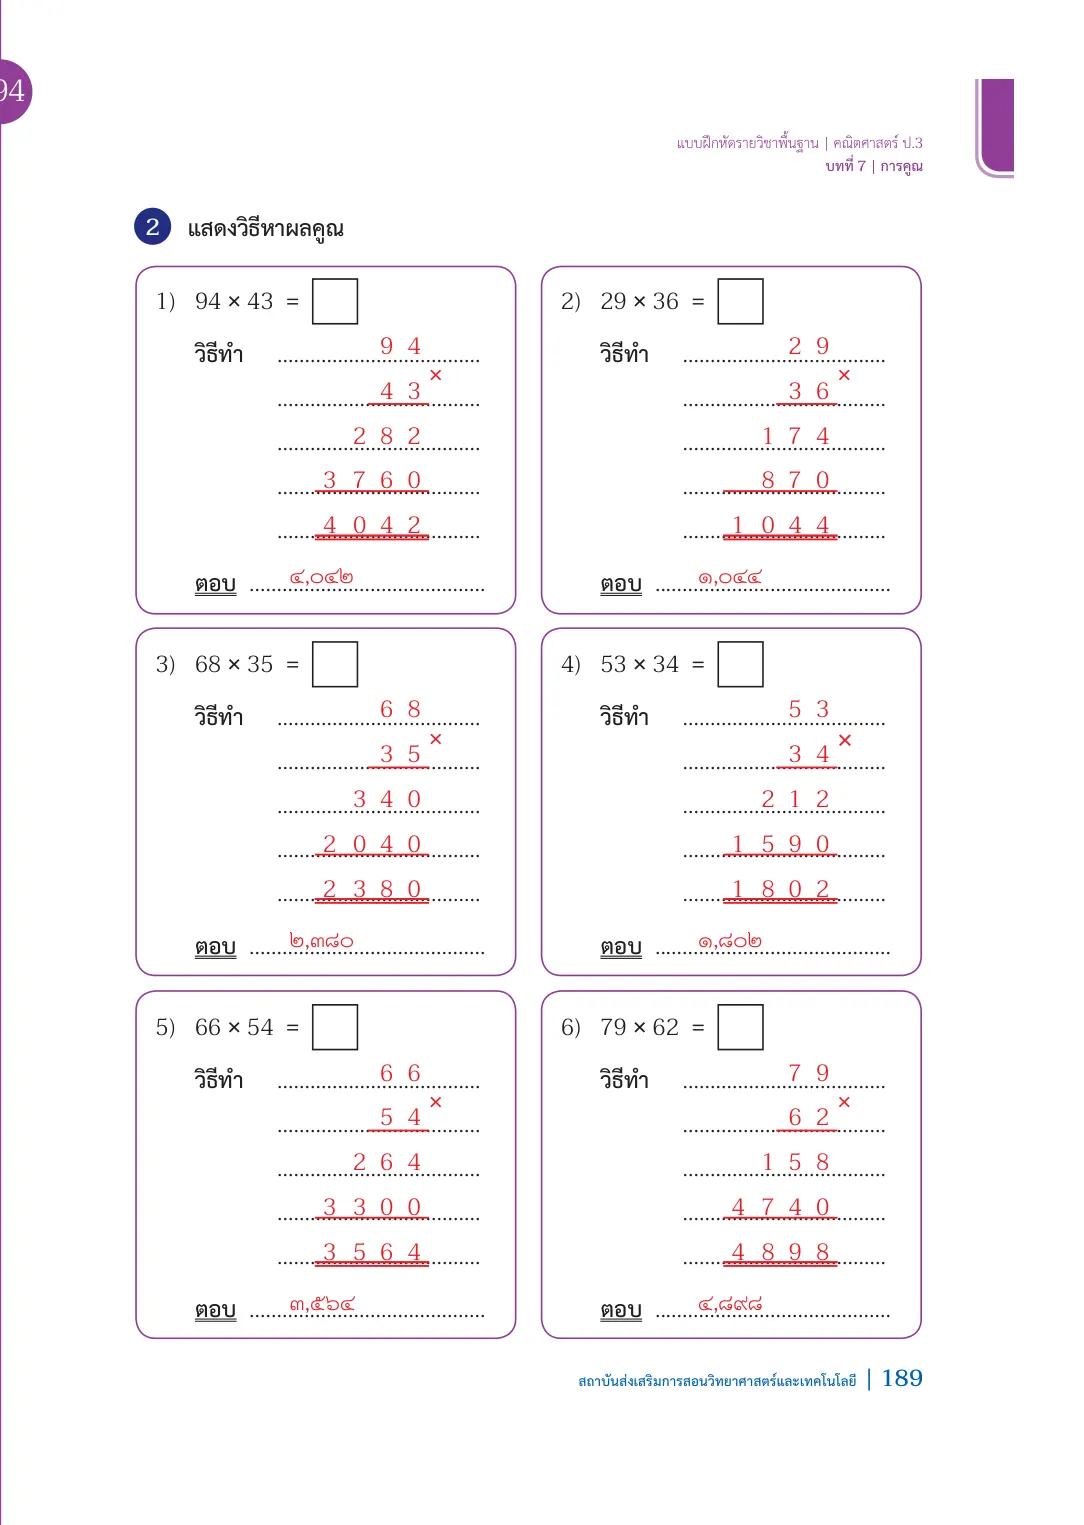 94
แบบฝึกหัดรายวิชาพื้นฐาน | คณิตศาสตร์ ป.3
บทที่ 7 | การคูณ
2 แสดงวิธีหาผลคูณ
1) 94 × 43 =
วิธีทำ 9 4
×
4 3
2 8 2
3 7 6 0
4 0 4 2
ตอบ ๔,๐๔๒
2) 29 × 36 =
วิธีทำ 2 9
×
3 6
1 7 4
8 7 0
1 0 4 4
ตอบ ๑,๐๔๔
3) 68 × 35 =
วิธีทำ 6 8
×
3 5
3 4 0
2 0 4 0
2 3 8 0
ตอบ ๒,๓๘๐
4) 53 × 34 =
วิธีทำ 5 3
×
3 4
2 1 2
1 5 9 0
1 8 0 2
ตอบ ๑,๘๐๒
5) 66 × 54 =
วิธีทำ 6 6
×
5 4
2 6 4
3 3 0 0
3 5 6 4
ตอบ ๓,๕๖๔
6) 79 × 62 =
วิธีทำ 7 9
×
6 2
1 5 8
4 7 4 0
4 8 9 8
ตอบ ๔,๘๙๘
สถาบันส่งเสริมการสอนวิทยาศาสตร์และเทคโนโลยี | 189